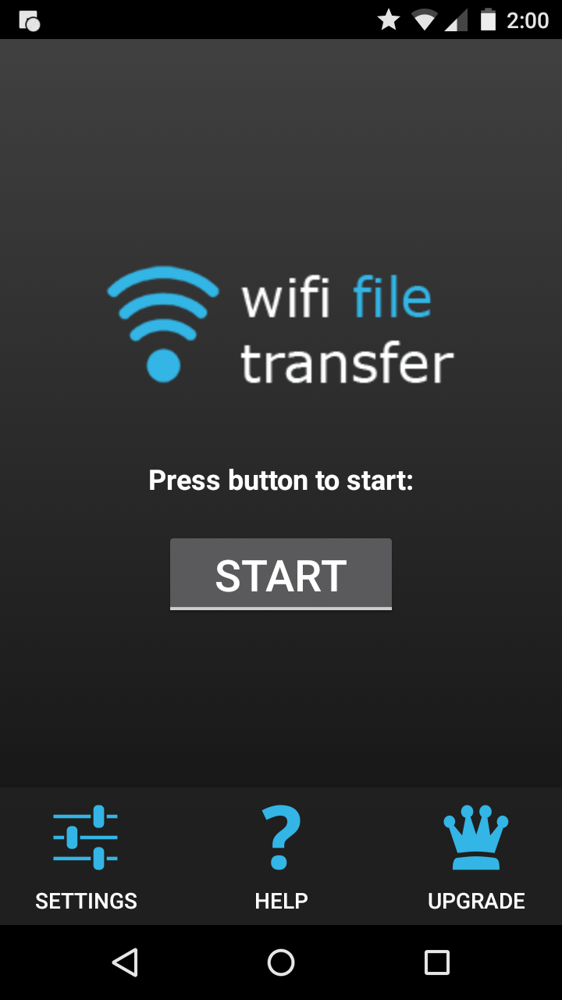 2:00
wifi file
transfer
Press button to start:
START
SETTINGS
HELP
UPGRADE